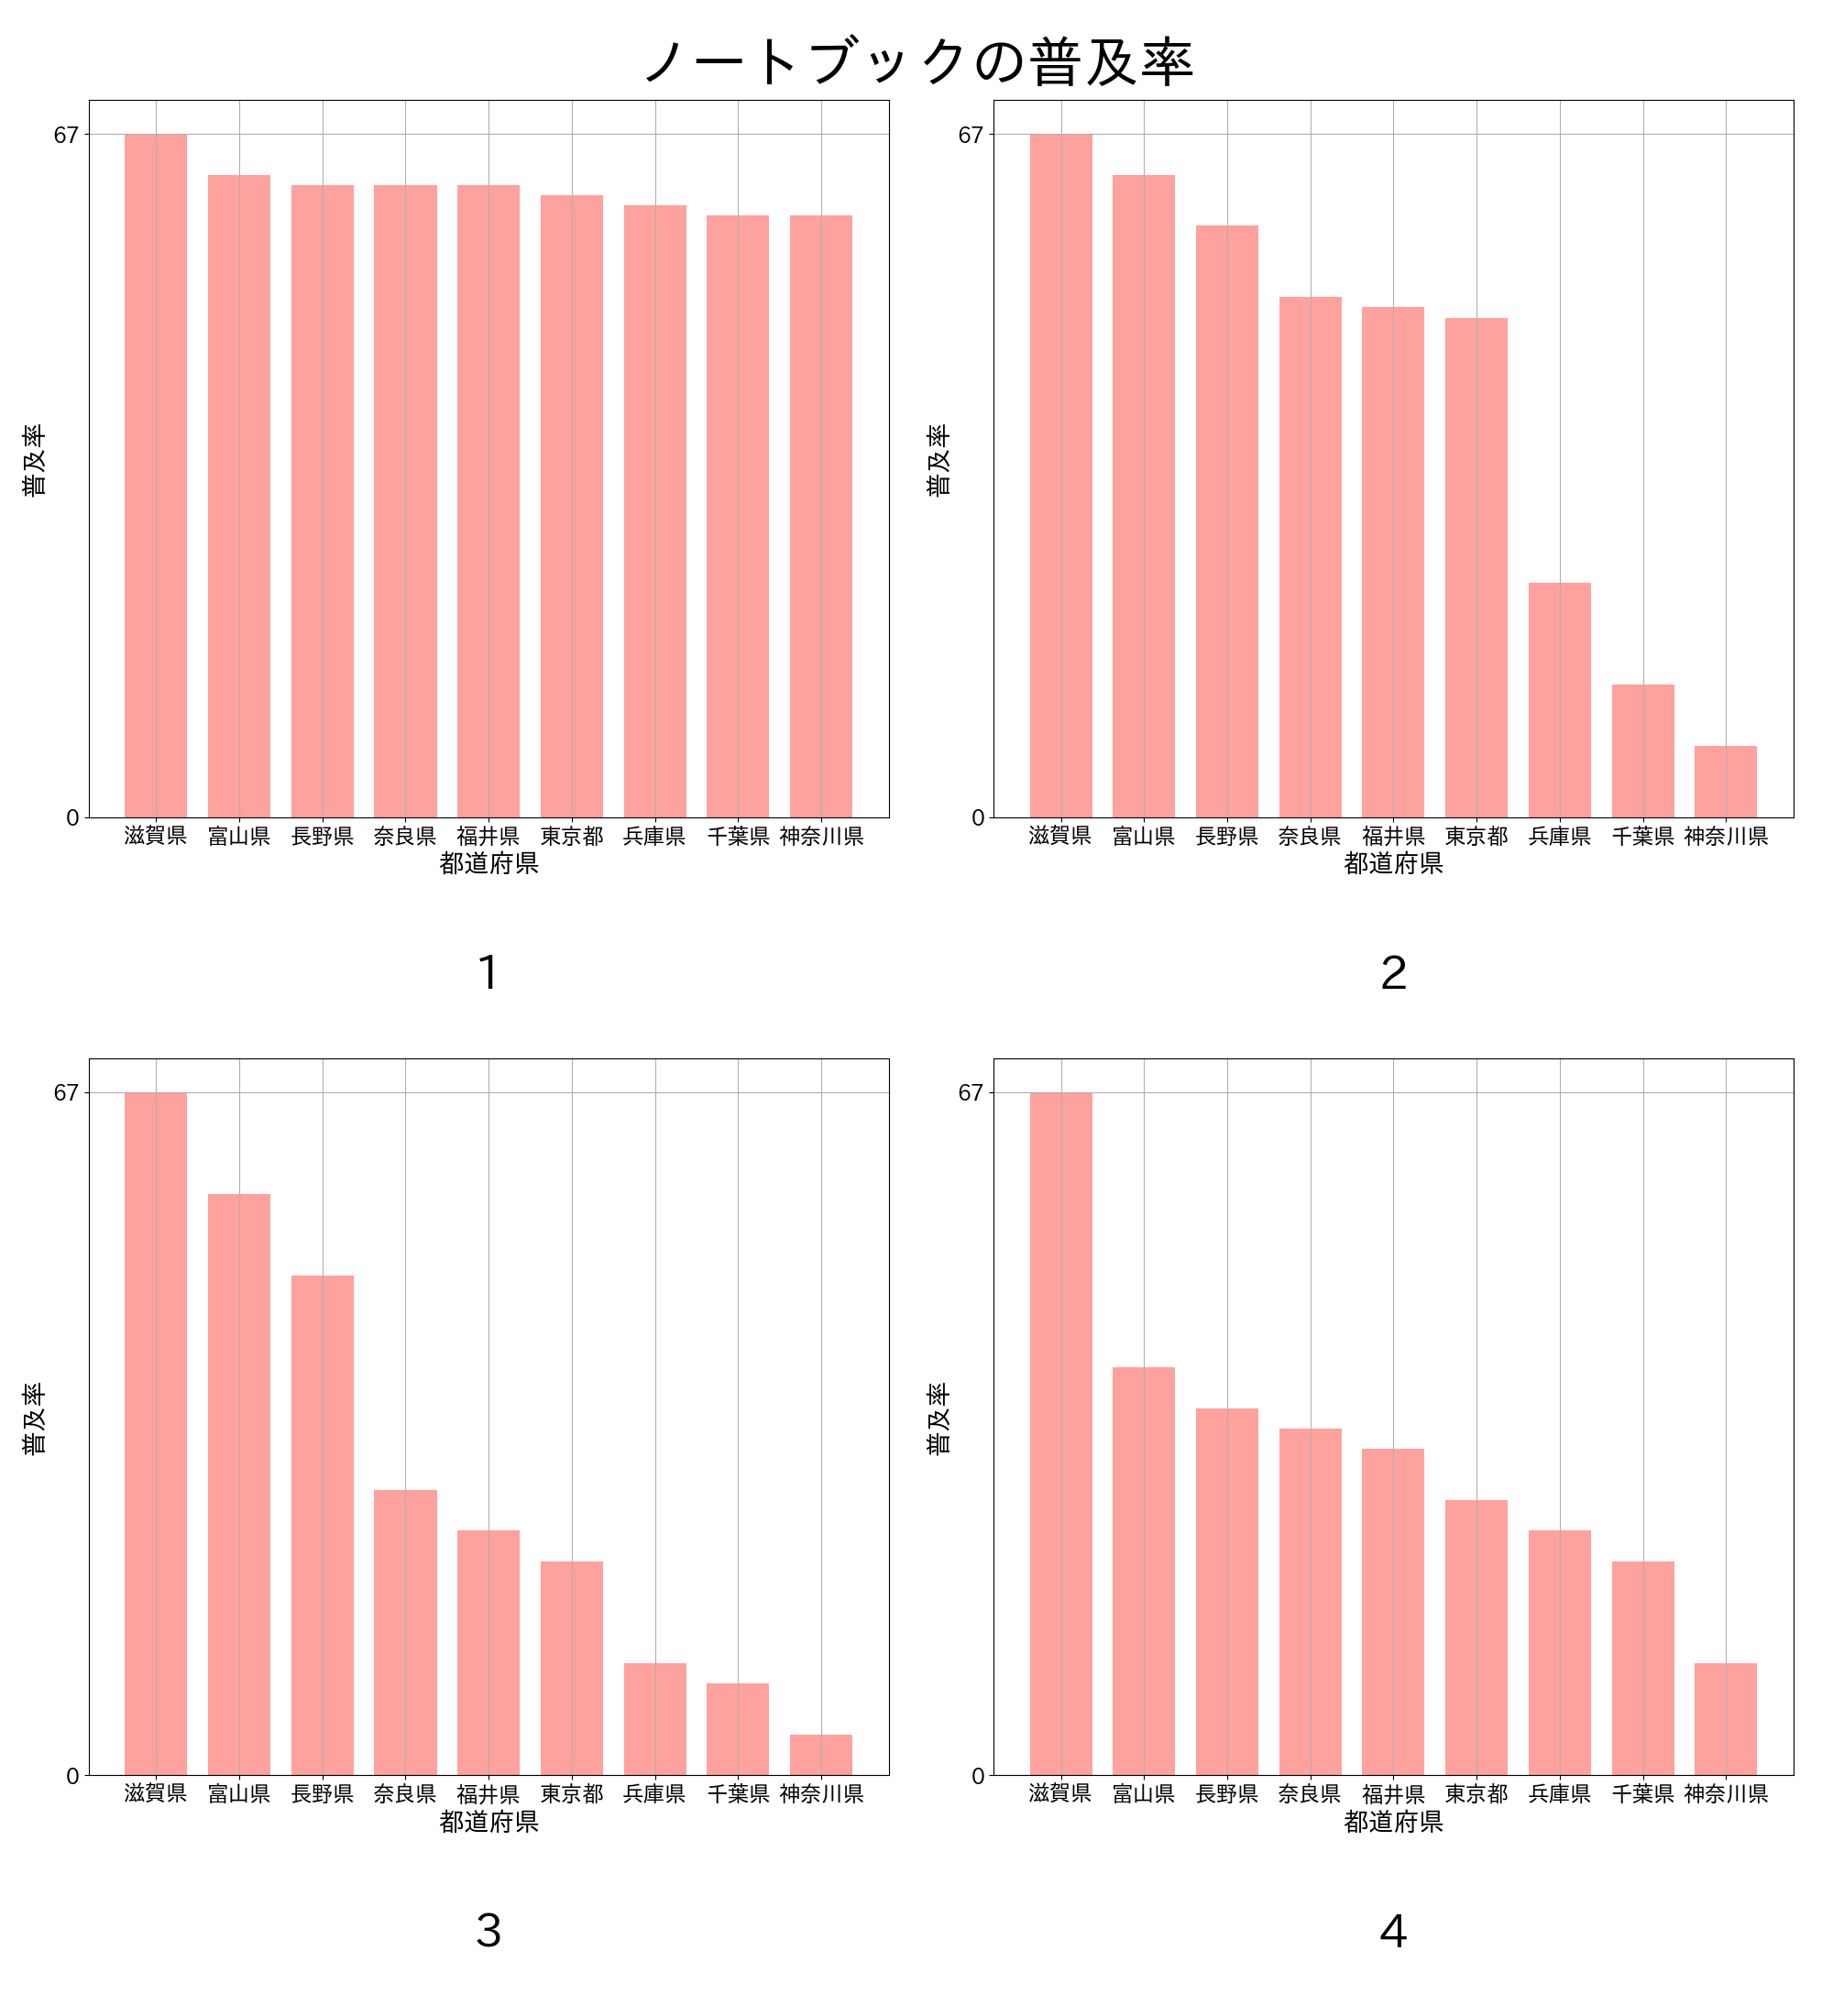 ノートブックの普及率
67
0
普及率
滋賀県 富山県 長野県 奈良県 福井県 東京都 兵庫県 千葉県 神奈川県
都道府県
1
67
0
普及率
滋賀県 富山県 長野県 奈良県 福井県 東京都 兵庫県 千葉県 神奈川県
都道府県
2
67
0
普及率
滋賀県 富山県 長野県 奈良県 福井県 東京都 兵庫県 千葉県 神奈川県
都道府県
3
67
0
普及率
滋賀県 富山県 長野県 奈良県 福井県 東京都 兵庫県 千葉県 神奈川県
都道府県
4